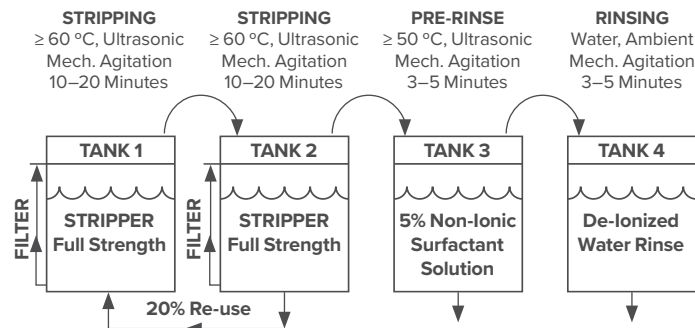 STRIPPING
≥ 60 ºC, Ultrasonic
Mech. Agitation
10–20 Minutes
STRIPPING
≥ 60 ºC, Ultrasonic
Mech. Agitation
10–20 Minutes
PRE-RINSE
≥ 50 ºC, Ultrasonic
Mech. Agitation
3–5 Minutes
RINSING
Water, Ambient
Mech. Agitation
3–5 Minutes
TANK 1
FILTER
STRIPPER
Full Strength
TANK 2
FILTER
STRIPPER
Full Strength
TANK 3
5% Non-Ionic
Surfactant
Solution
TANK 4
De-Ionized
Water Rinse
20% Re-use